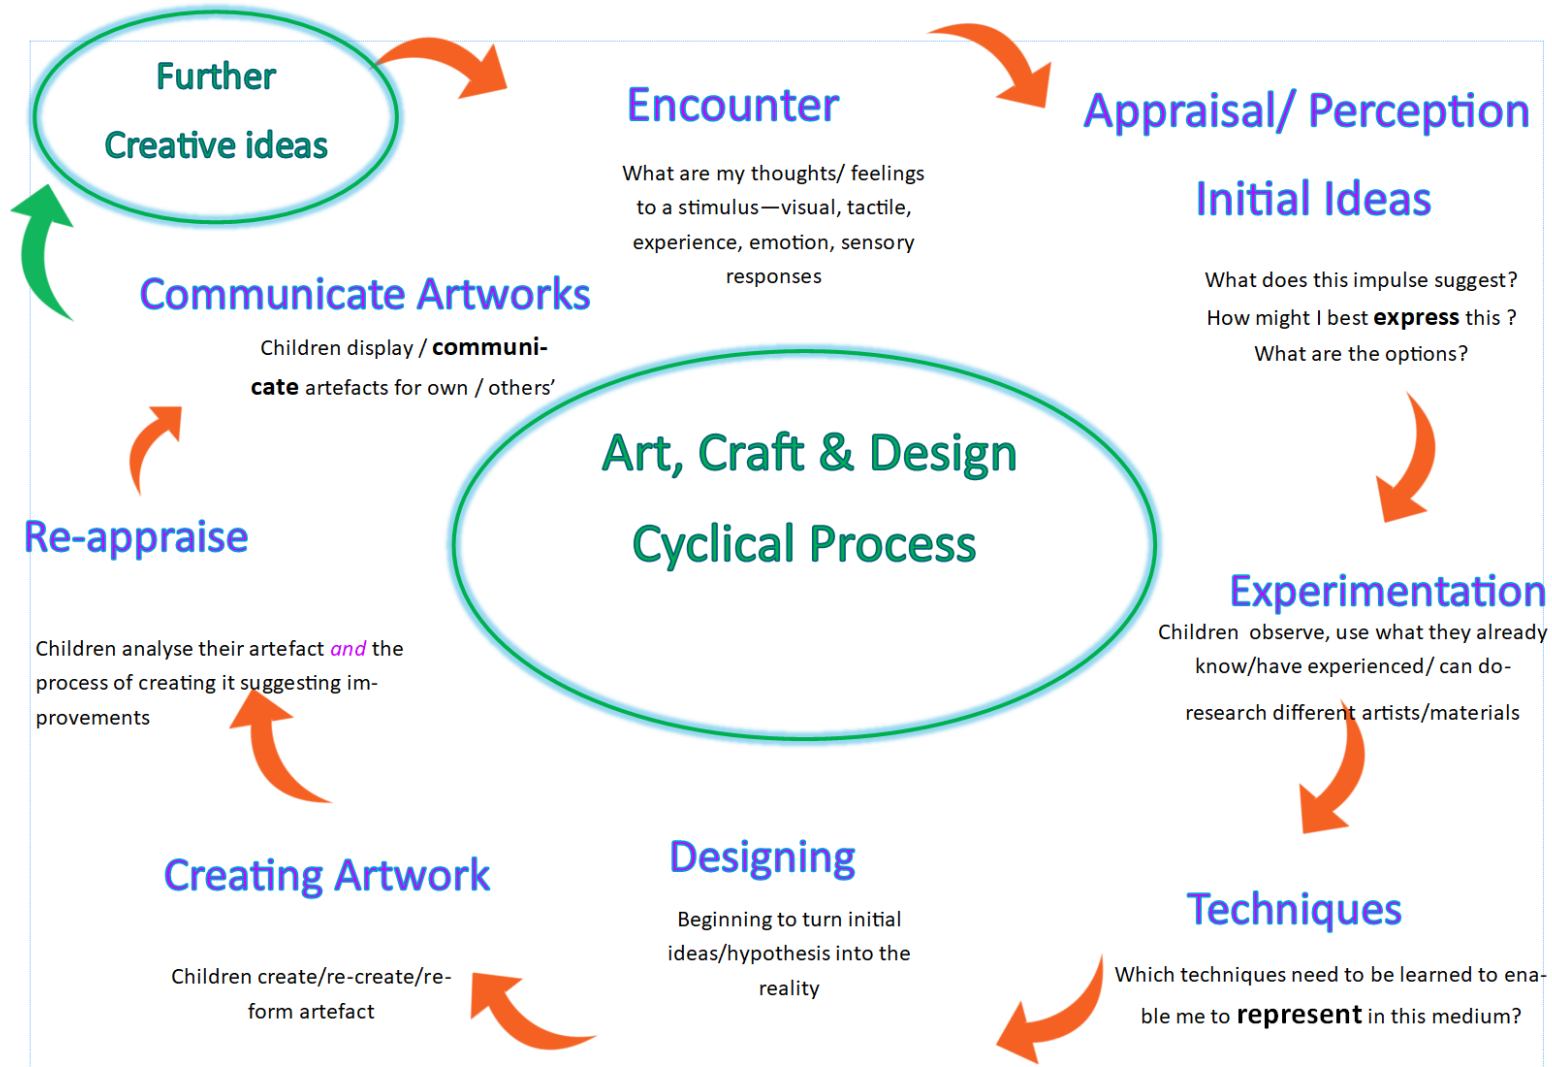 Further
Creative ideas
Encounter
What are my thoughts/ feelings
to a stimulus—visual, tactile,
experience, emotion, sensory
responses
Appraisal/ Perception
Initial Ideas
What does this impulse suggest?
How might I best express this ?
What are the options?
Experimentation
Children  observe, use what they already
know/have experienced/ can do-
research different artists/materials
Techniques
Which techniques need to be learned to ena-
ble me to represent in this medium?
Designing
Beginning to turn initial
ideas/hypothesis into the
reality
Creating Artwork
Children create/re-create/re-
form artefact
Re-appraise
Children analyse their artefact and the
process of creating it suggesting im-
provements
Communicate Artworks
Children display / communi-
cate artefacts for own / others’
Art, Craft & Design
Cyclical Process